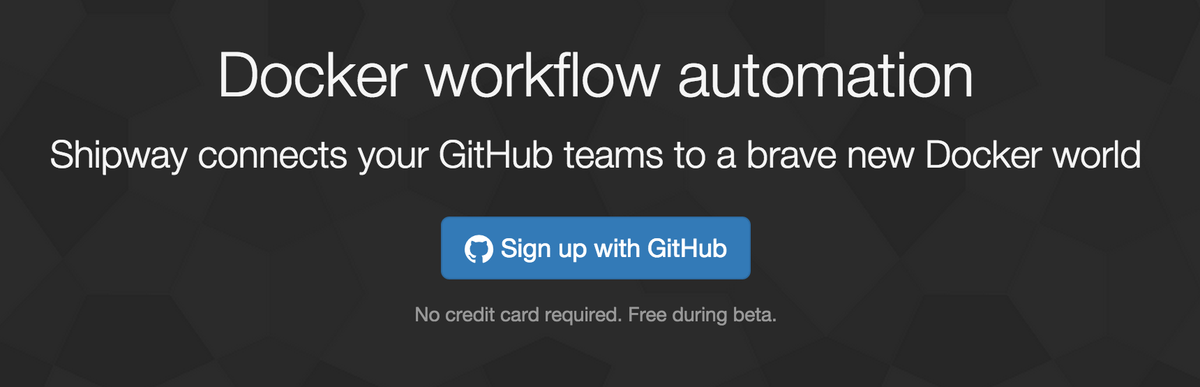 Docker workflow automation
Shipway connects your GitHub teams to a brave new Docker world
Sign up with GitHub
No credit card required. Free during beta.